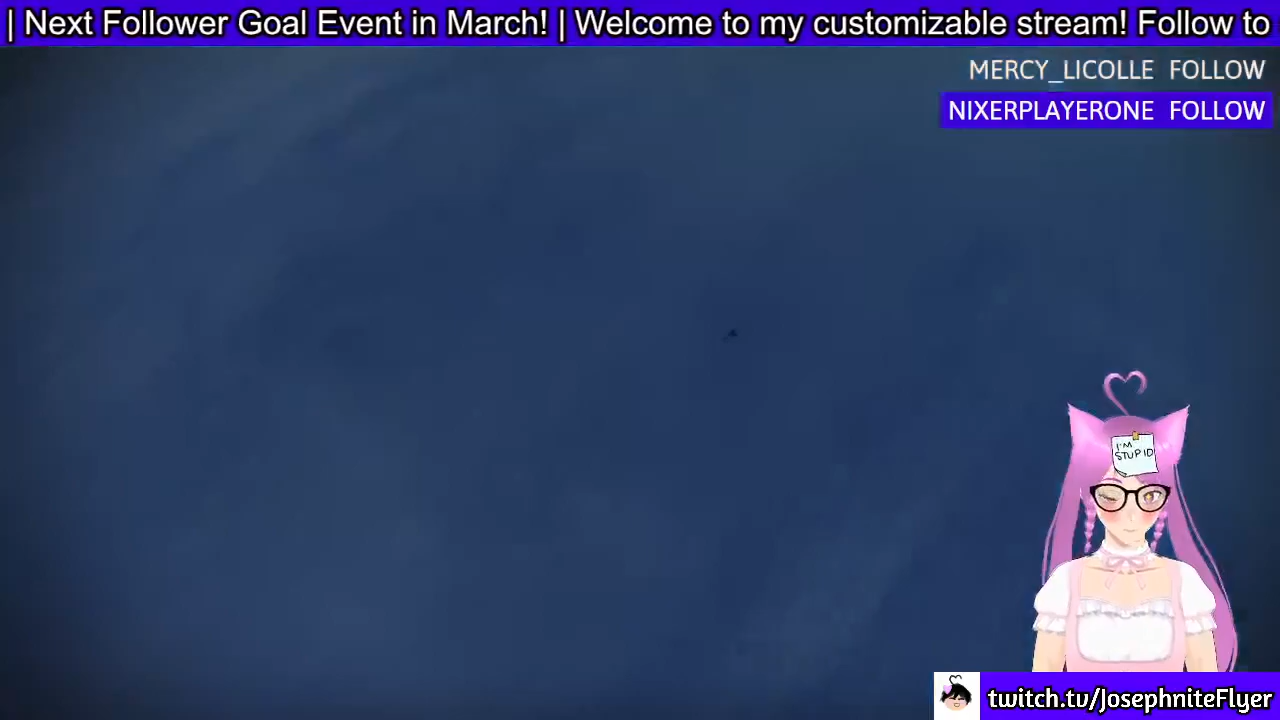 | Next Follower Goal Event in March! | Welcome to my customizable stream! Follow to
MERCY_LICOLLE FOLLOW
NIXERPLAYERONE FOLLOW
I'M
STUPID
twitch.tv/JosephniteFlyer